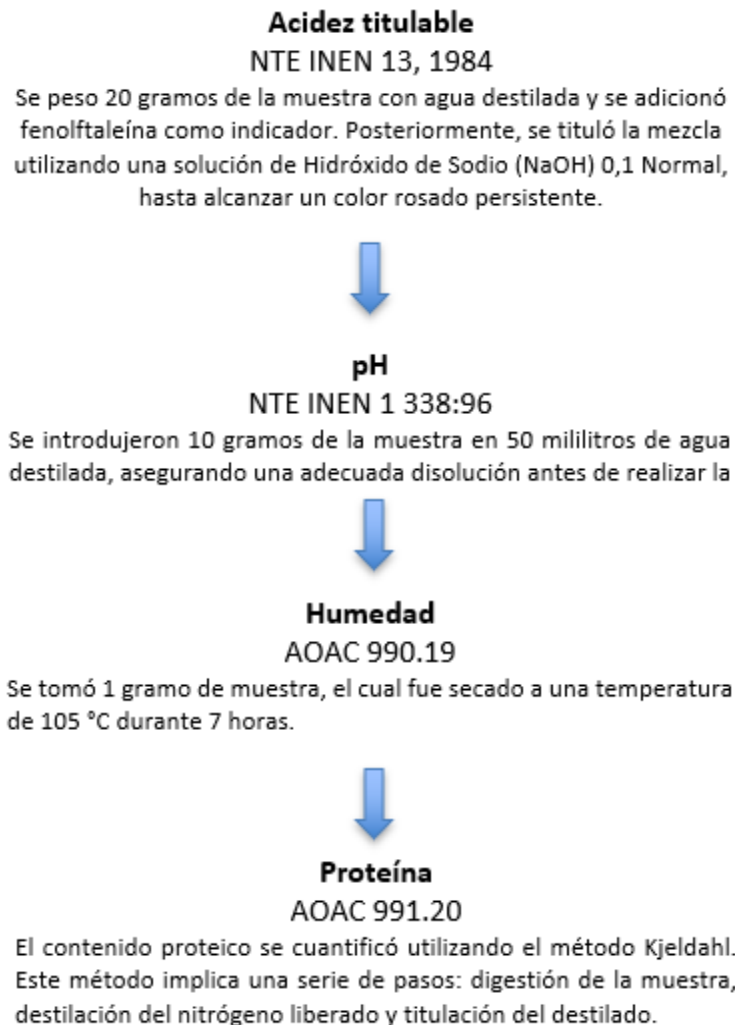 Acidez titulable
NTE INEN 13, 1984
Se peso 20 gramos de la muestra con agua destilada y se adicionó
fenolftaleína como indicador. Posteriormente, se tituló la mezcla
utilizando una solución de Hidróxido de Sodio (NaOH) 0,1 Normal,
hasta alcanzar un color rosado persistente.
pH
NTE INEN 1 338:96
Se introdujeron 10 gramos de la muestra en 50 mililitros de agua
destilada, asegurando una adecuada disolución antes de realizar la
Humedad
AOAC 990.19
Se tomó 1 gramo de muestra, el cual fue secado a una temperatura
de 105 °C durante 7 horas.
Proteína
AOAC 991.20
El contenido proteico se cuantificó utilizando el método Kjeldahl.
Este método implica una serie de pasos: digestión de la muestra,
destilación del nitrógeno liberado y titulación del destilado.